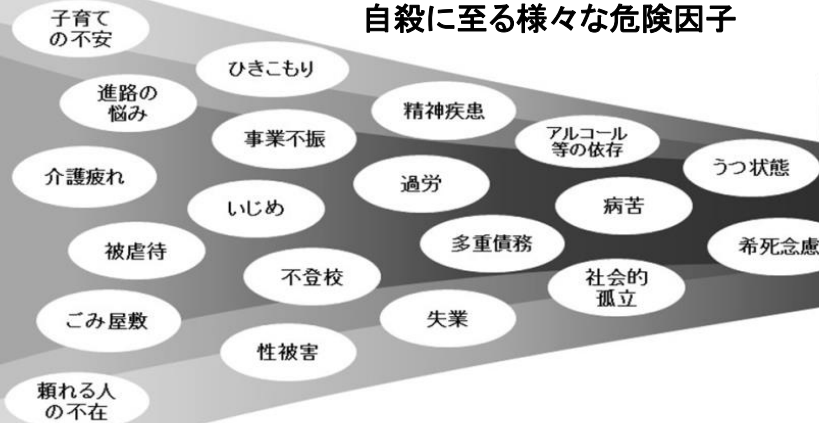 自殺に至る様々な危険因子
子育て
の不安
ひきこもり
進路の
悩み
精神疾患
事業不振
アルコール
等の依存
うつ状態
介護疲れ
過労
いじめ
病苦
被虐待
多重債務
希死念慮
不登校
社会的
孤立
ごみ屋敷
失業
性被害
頼れる人
の不在